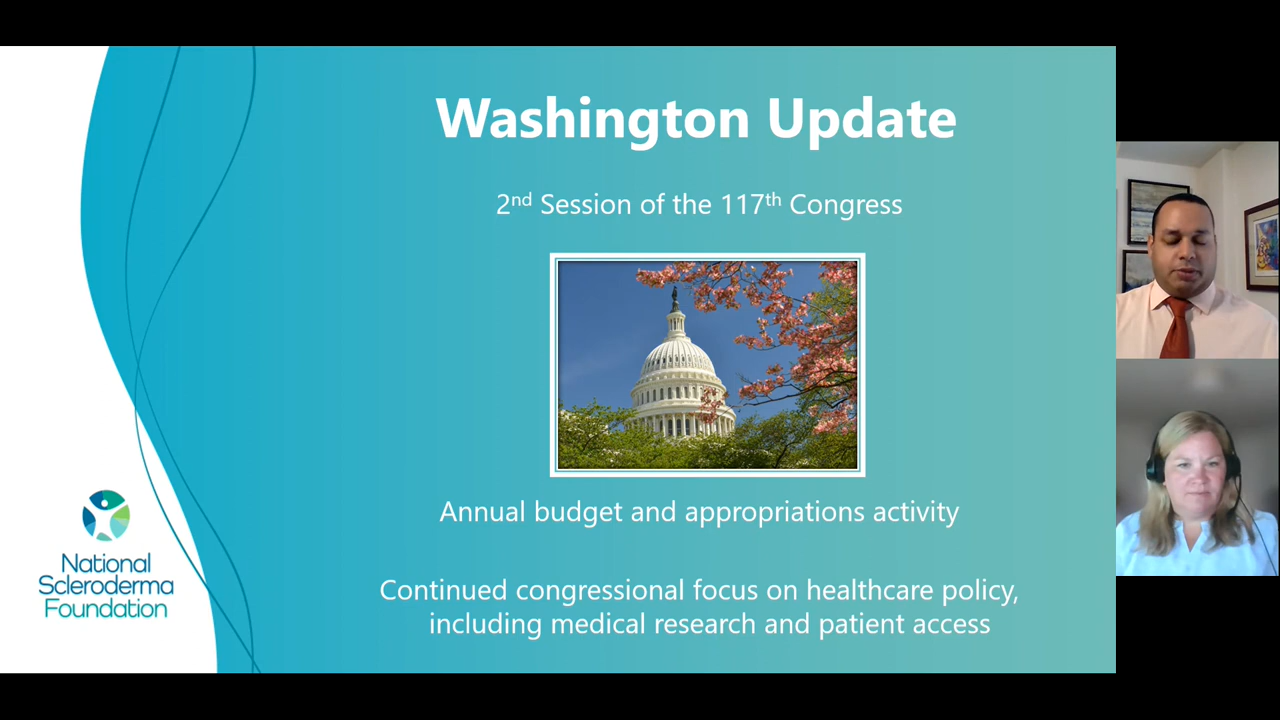 Washington Update
2nd Session of the 117th Congress
Annual budget and appropriations activity
Continued congressional focus on healthcare policy,
including medical research and patient access
National
Scleroderma
Foundation